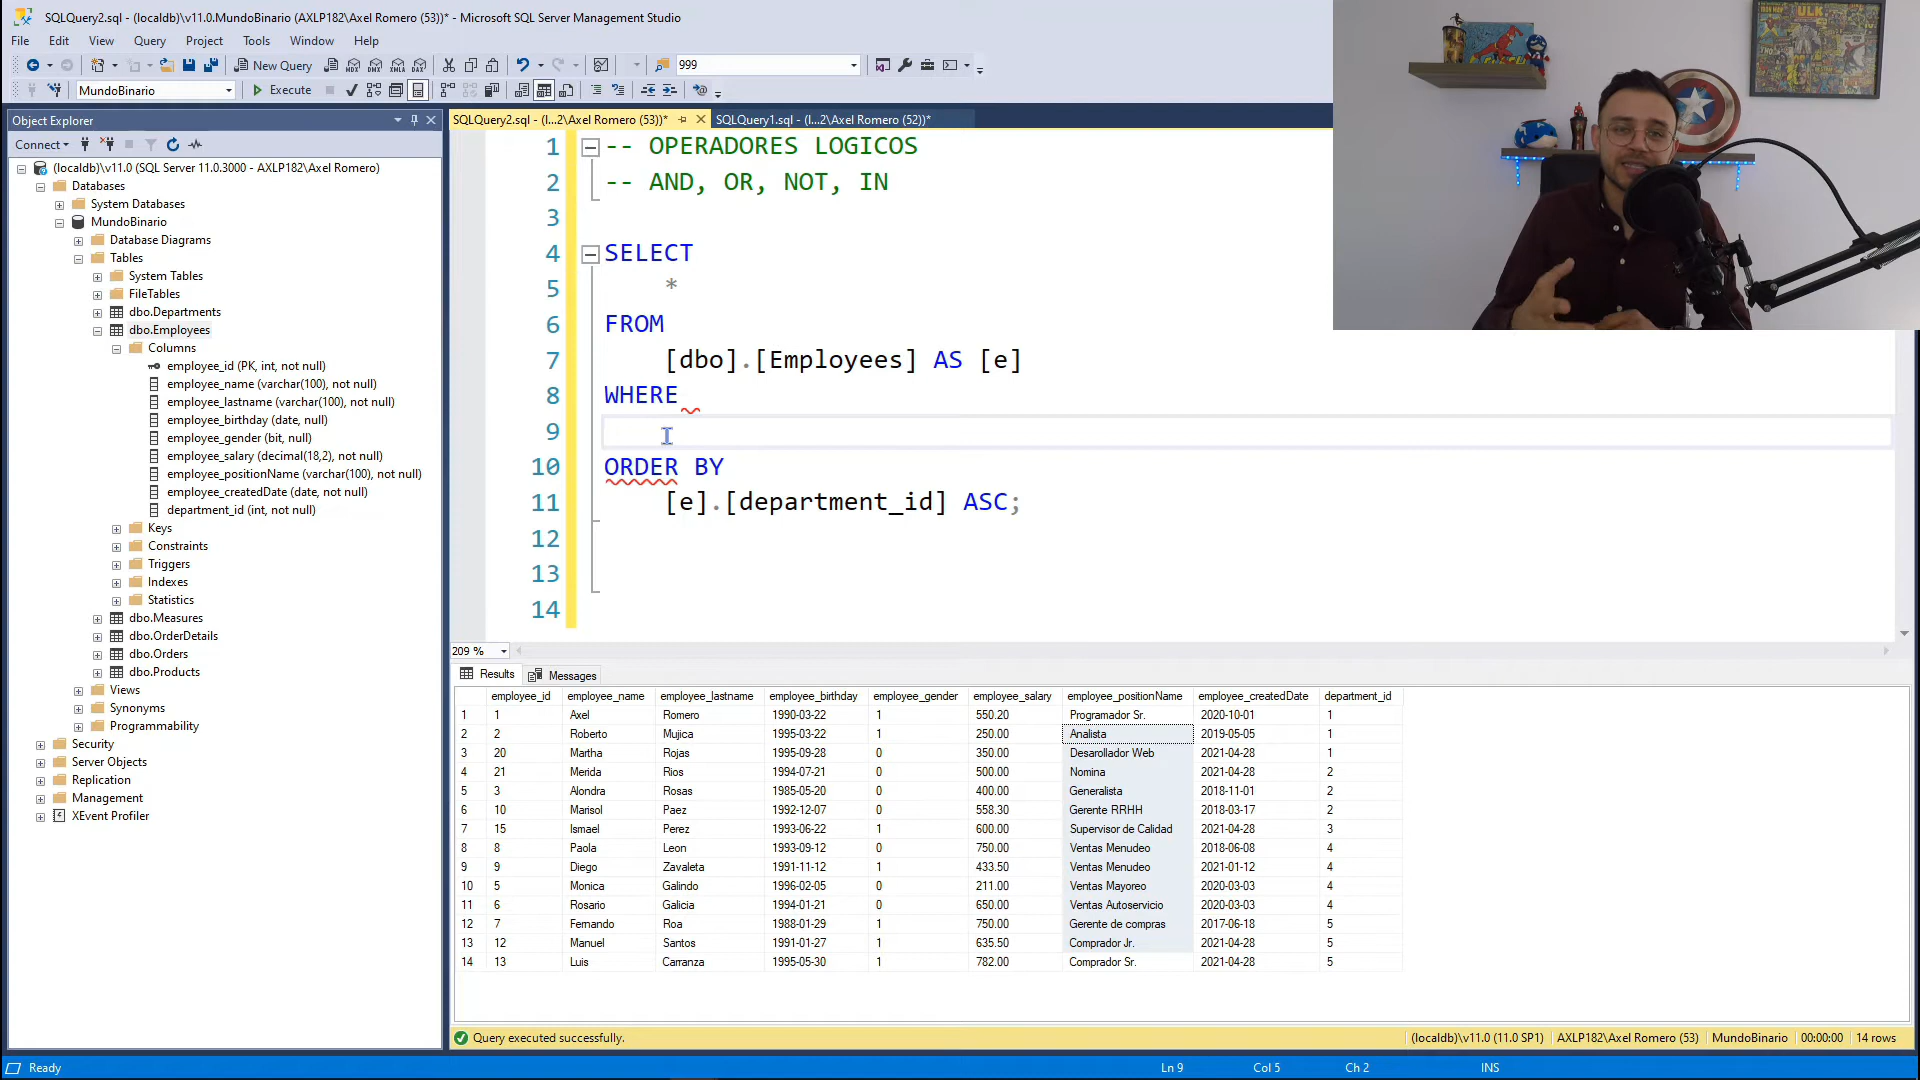 SQLQuery2.sql - (localdb)\v11.0.MundoBinario (AXLP182\Axel Romero (53))* - Microsoft SQL Server Management Studio
File Edit View Query Project Tools Window Help
New Query 999
MundoBinario Execute
Object Explorer
Connect
(localdb)\v11.0 (SQL Server 11.0.3000 - AXLP182\Axel Romero)
Databases
System Databases
MundoBinario
Database Diagrams
Tables
System Tables
FileTables
dbo.Departments
dbo.Employees
Columns
employee_id (PK, int, not null)
employee_name (varchar(100), not null)
employee_lastname (varchar(100), not null)
employee_birthday (date, null)
employee_gender (bit, null)
employee_salary (decimal(18,2), not null)
employee_positionName (varchar(100), not null)
employee_createdDate (date, not null)
department_id (int, not null)
Keys
Constraints
Triggers
Indexes
Statistics
dbo.Measures
dbo.OrderDetails
dbo.Orders
dbo.Products
Views
Synonyms
Programmability
Security
Server Objects
Replication
Management
XEvent Profiler
SQLQuery2.sql - (l...2\Axel Romero (53))* SQLQuery1.sql - (l...2\Axel Romero (52))*
1 -- OPERADORES LOGICOS
2 -- AND, OR, NOT, IN
3
4 SELECT
5 *
6 FROM
7 [dbo].[Employees] AS [e]
8 WHERE
9
10 ORDER BY
11 [e].[department_id] ASC;
12
13
14
209 %
Results Messages
employee_id employee_name employee_lastname employee_birthday employee_gender employee_salary employee_positionName employee_createdDate department_id
1 1 Axel Romero 1990-03-22 1 550.20 Programador Sr. 2020-10-01 1
2 2 Roberto Mujica 1995-03-22 1 250.00 Analista 2019-05-05 1
3 20 Martha Rojas 1995-09-28 0 350.00 Desarollador Web 2021-04-28 1
4 21 Merida Rios 1994-07-21 0 500.00 Nomina 2021-04-28 2
5 3 Alondra Rosas 1985-05-20 0 400.00 Generalista 2018-11-01 2
6 10 Marisol Paez 1992-12-07 0 558.30 Gerente RRHH 2018-03-17 2
7 15 Ismael Perez 1993-06-22 1 600.00 Supervisor de Calidad 2021-04-28 3
8 8 Paola Leon 1993-09-12 0 750.00 Ventas Menudeo 2018-06-08 4
9 9 Diego Zavaleta 1991-11-12 1 433.50 Ventas Menudeo 2021-01-12 4
10 5 Monica Galindo 1996-02-05 0 211.00 Ventas Mayoreo 2020-03-03 4
11 6 Rosario Galicia 1994-01-21 0 650.00 Ventas Autoservicio 2020-03-03 4
12 7 Fernando Roa 1988-01-29 1 750.00 Gerente de compras 2017-06-18 5
13 12 Manuel Santos 1991-01-27 1 635.50 Comprador Jr. 2021-04-28 5
14 13 Luis Carranza 1995-05-30 1 782.00 Comprador Sr. 2021-04-28 5
Query executed successfully. (localdb)\v11.0 (11.0 SP1) AXLP182\Axel Romero (53) MundoBinario 00:00:00 14 rows
Ready Ln 9 Col 5 Ch 2 INS